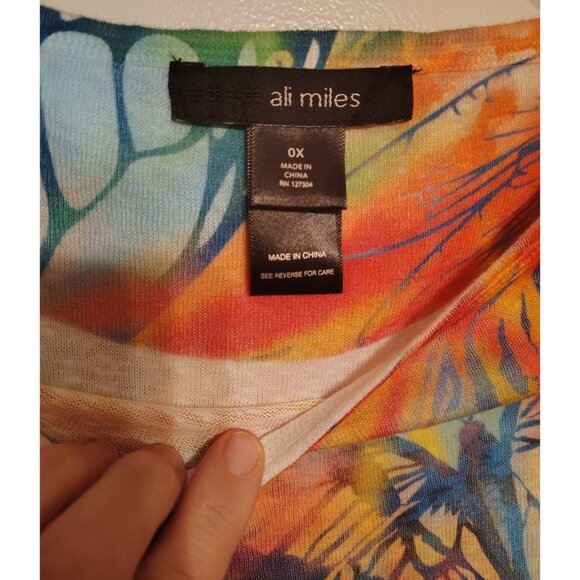 ali miles
0X
MADE IN
CHINA
RN 127304
MADE IN CHINA
SEE REVERSE FOR CARE